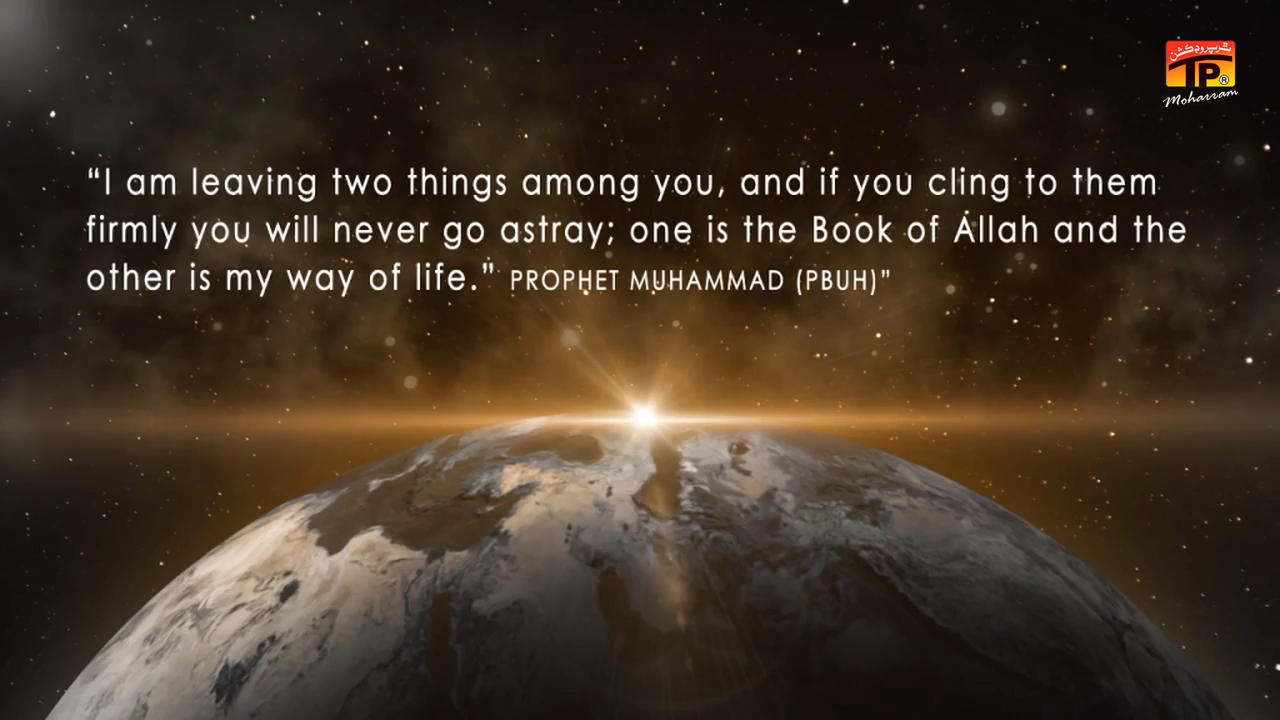 تھرپروڈکشن
TP®
Moharram
“I am leaving two things among you, and if you cling to them
firmly you will never go astray; one is the Book of Allah and the
other is my way of life.” PROPHET MUHAMMAD (PBUH)”